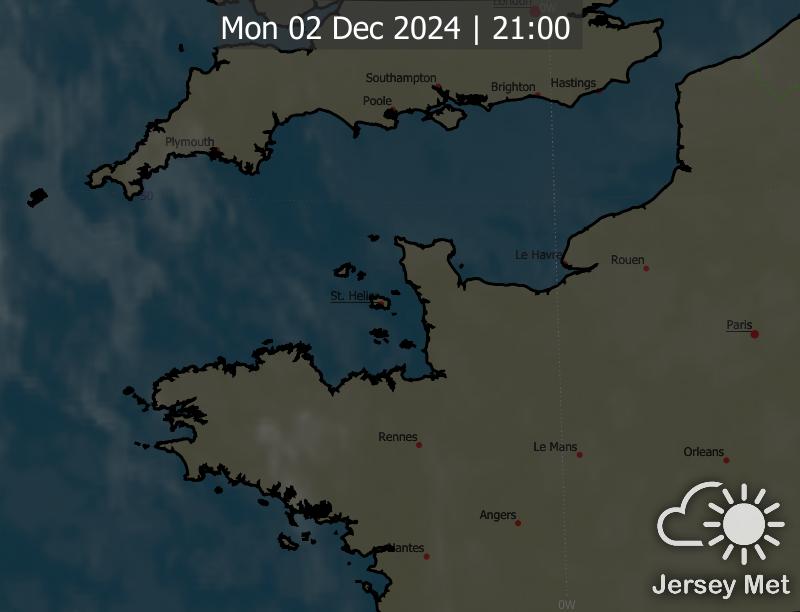 London
0W
Mon 02 Dec 2024 | 21:00
Southampton
Brighton
Hastings
Poole
Plymouth
50
Le Havre
Rouen
St. Helier
Paris
Rennes
Le Mans
Orleans
Angers
Nantes
Jersey Met
0W